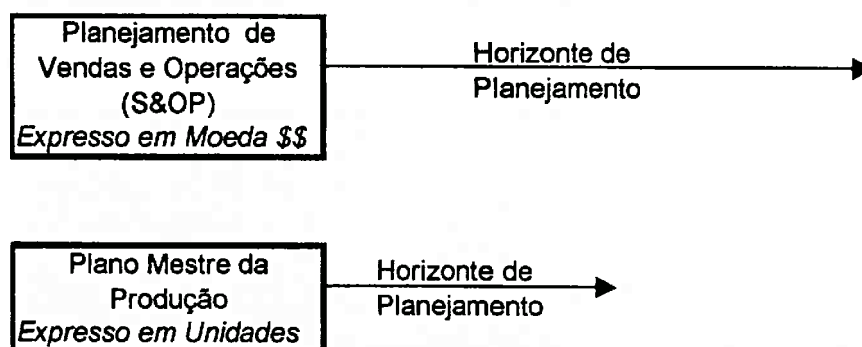 Planejamento de
Vendas e Operações
(S&OP)
Expresso em Moeda $$
Horizonte de
Planejamento
Plano Mestre da
Produção
Expresso em Unidades
Horizonte de
Planejamento